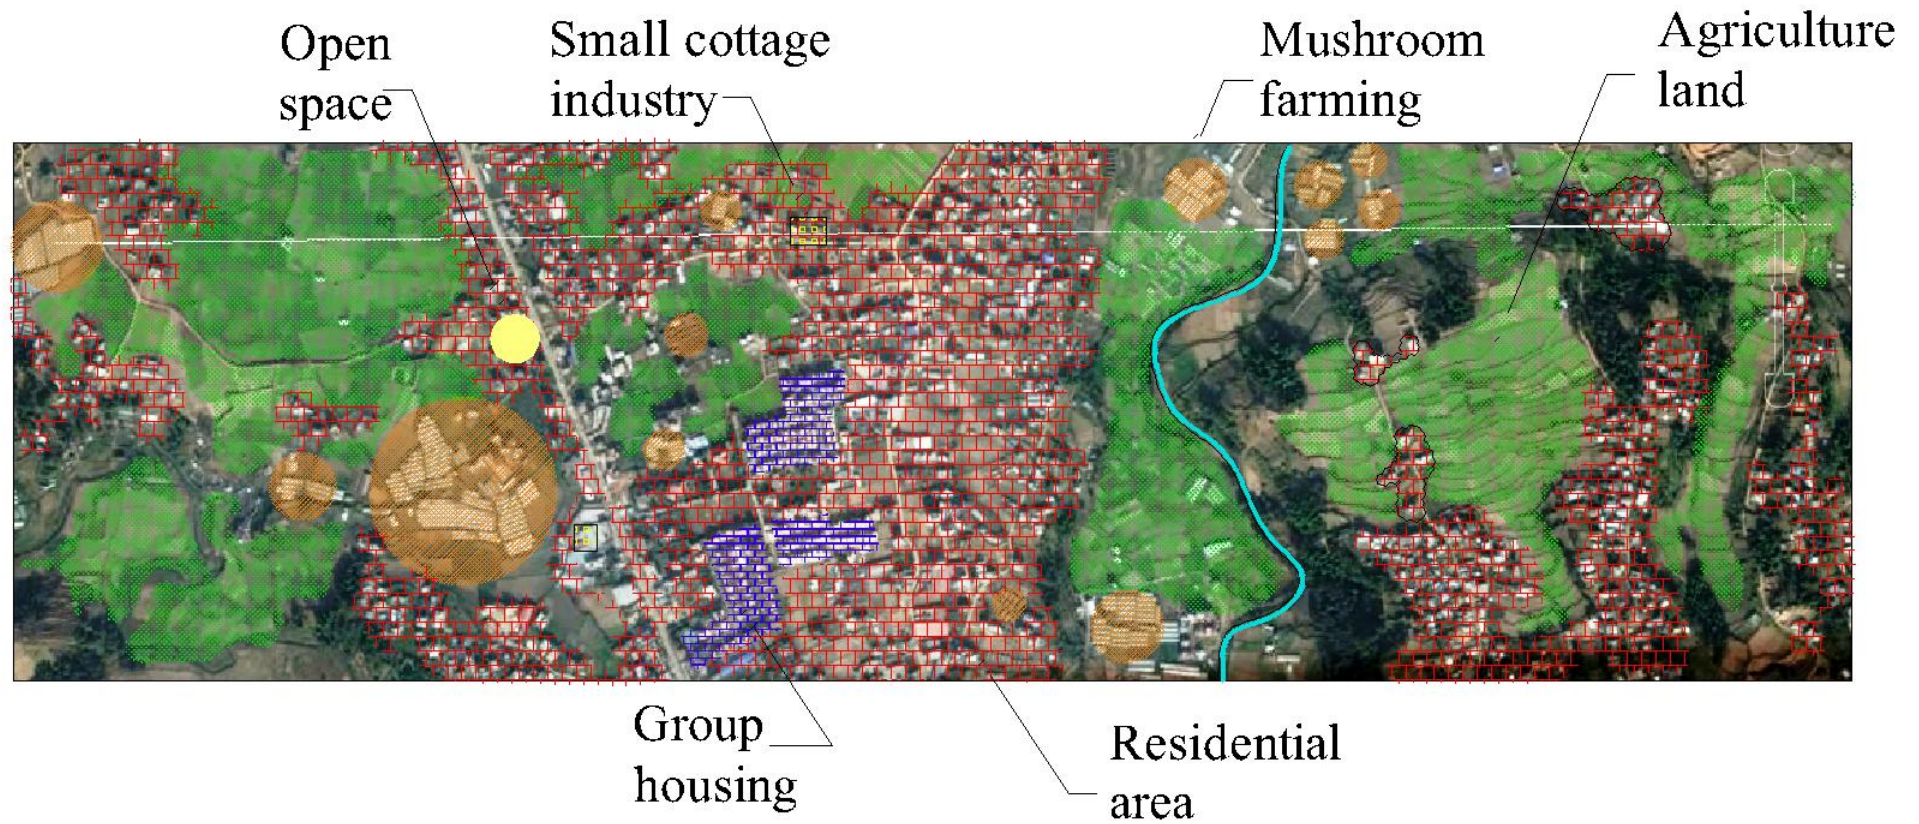 Open
space
Small cottage
industry
Mushroom
farming
Agriculture
land
Group
housing
Residential
area